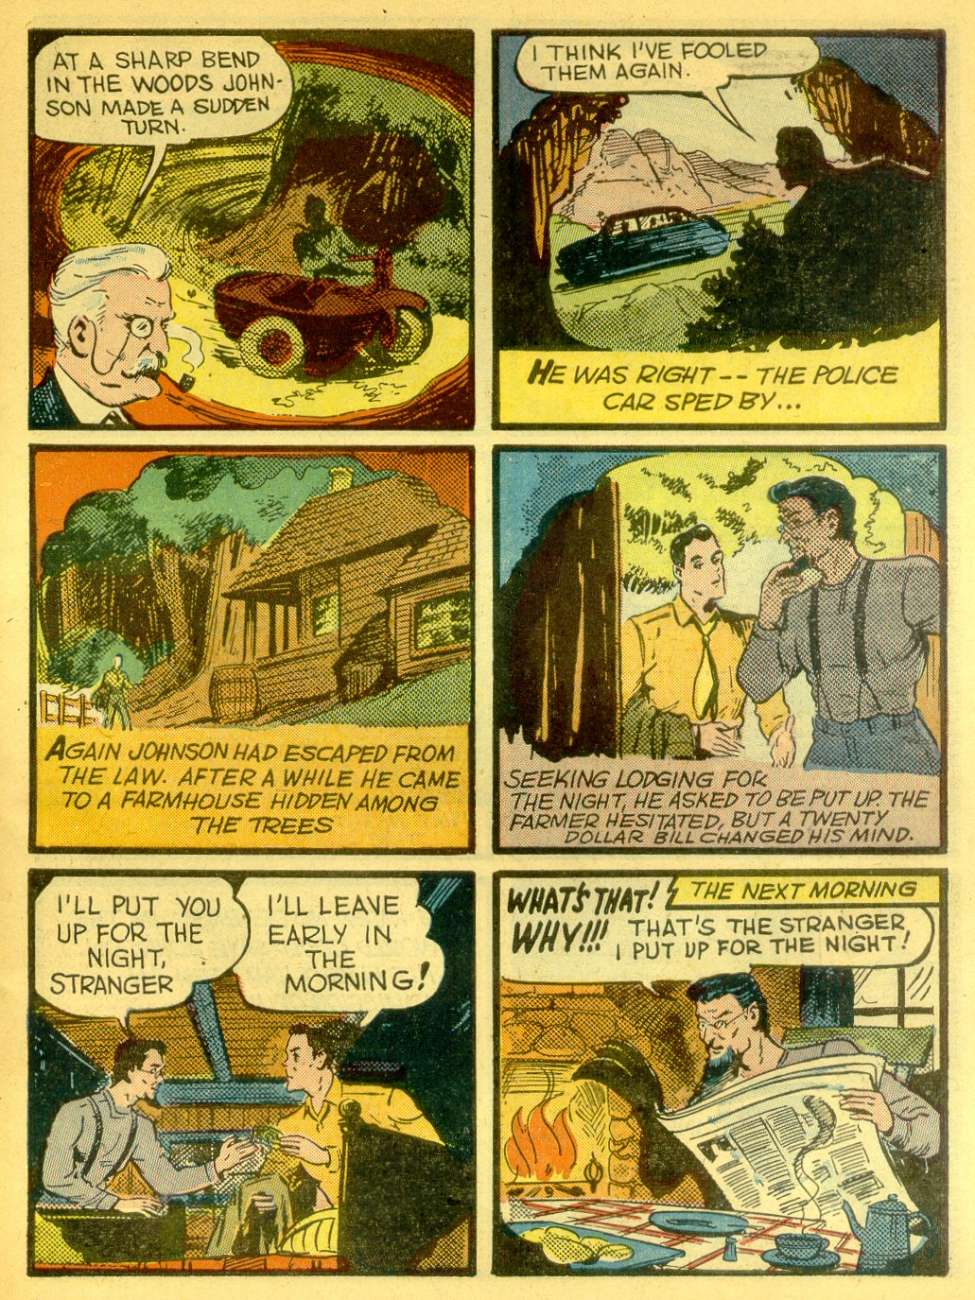 AT A SHARP BEND
IN THE WOODS JOHN-
SON MADE A SUDDEN
TURN.
I THINK I'VE FOOLED
THEM AGAIN.
HE WAS RIGHT -- THE POLICE
CAR SPED BY...
AGAIN JOHNSON HAD ESCAPED FROM
THE LAW. AFTER A WHILE HE CAME
TO A FARMHOUSE HIDDEN AMONG
THE TREES
SEEKING LODGING FOR
THE NIGHT, HE ASKED TO BE PUT UP. THE
FARMER HESITATED, BUT A TWENTY
DOLLAR BILL CHANGED HIS MIND.
I'LL PUT YOU
UP FOR THE
NIGHT,
STRANGER
I'LL LEAVE
EARLY IN
THE
MORNING!
THE NEXT MORNING
WHAT'S THAT!
WHY!!! THAT'S THE STRANGER,
I PUT UP FOR THE NIGHT!